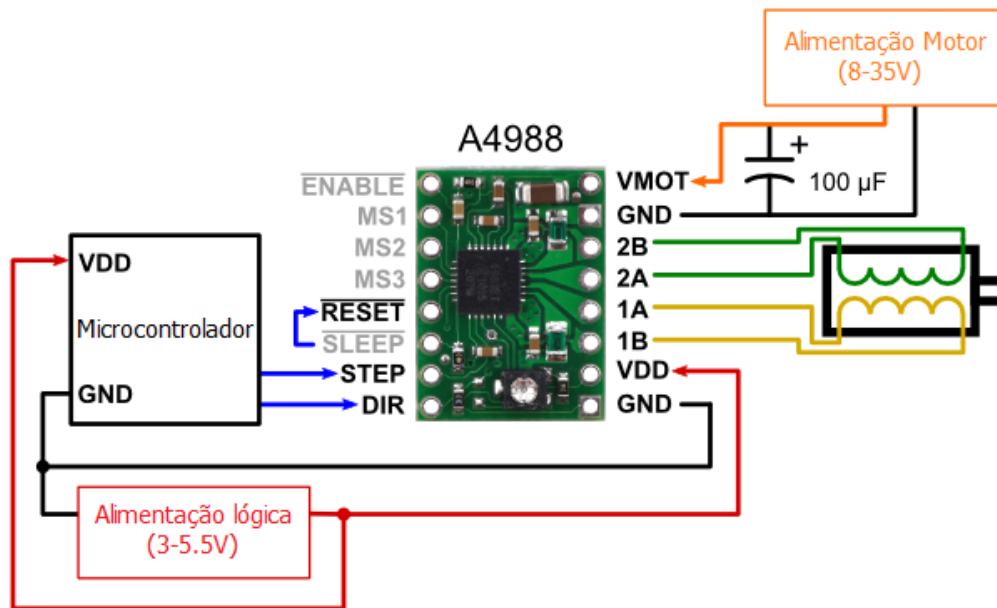 Alimentação Motor
(8-35V)
A4988
+
100 µF
ENABLE
MS1
MS2
MS3
RESET
SLEEP
STEP
DIR
VMOT
GND
2B
2A
1A
1B
VDD
GND
VDD
Microcontrolador
GND
Alimentação lógica
(3-5.5V)